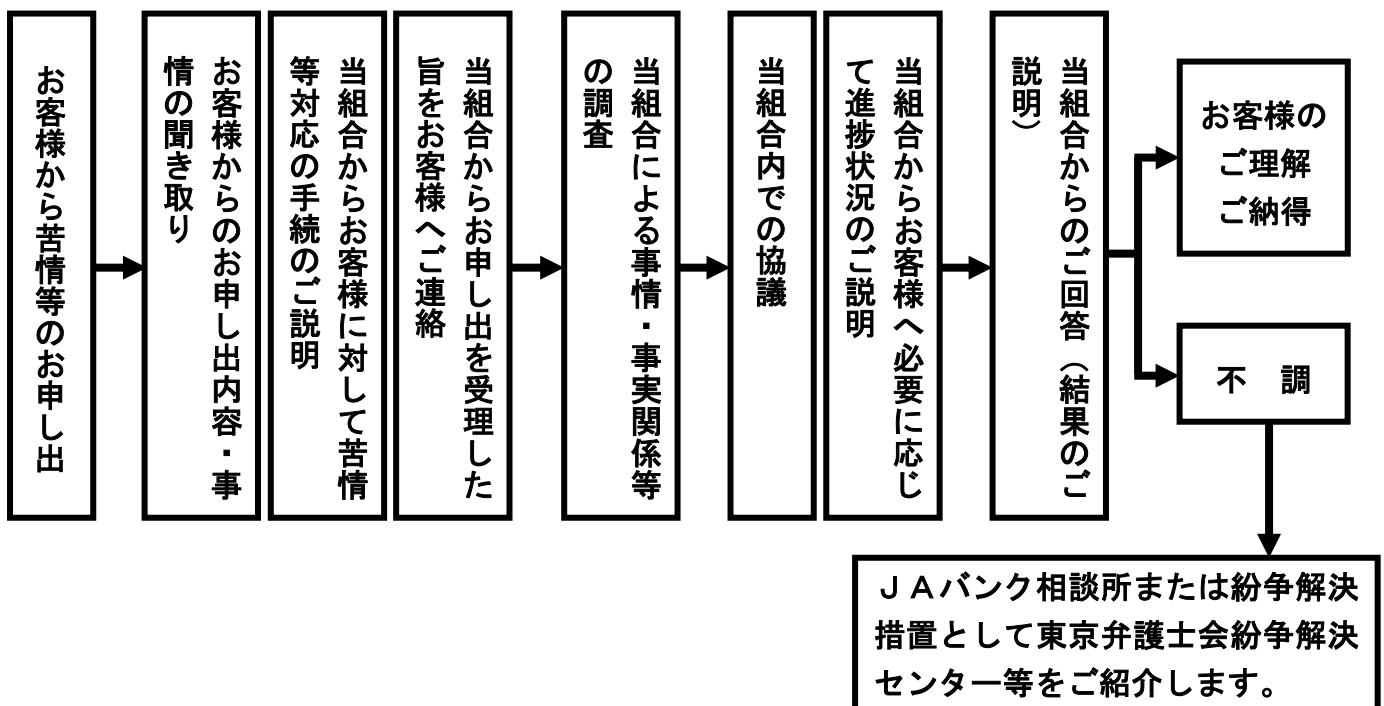 お客様から苦情等のお申し出
お客様からのお申し出内容・事
情の聞き取り
当組合からお客様に対して苦情
等対応の手続のご説明
当組合からお申し出を受理した
旨をお客様へご連絡
当組合による事情・事実関係等
の調査
当組合内での協議
当組合からお客様へ必要に応じ
て進捗状況のご説明
当組合からのご回答（結果のご
説明）
お客様の
ご理解
ご納得
不　調
ＪＡバンク相談所または紛争解決
措置として東京弁護士会紛争解決
センター等をご紹介します。